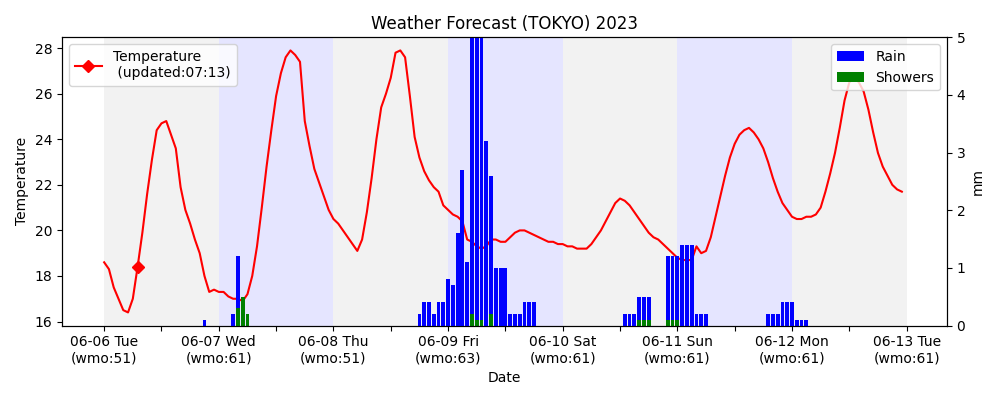 Weather Forecast (TOKYO) 2023
Temperature
(updated:07:13)
Rain
Showers
28
26
24
22
20
18
16
Temperature
5
4
3
2
1
0
mm
06-06 Tue
(wmo:51)
06-07 Wed
(wmo:61)
06-08 Thu
(wmo:51)
06-09 Fri
(wmo:63)
06-10 Sat
(wmo:61)
06-11 Sun
(wmo:61)
06-12 Mon
(wmo:61)
06-13 Tue
(wmo:61)
Date